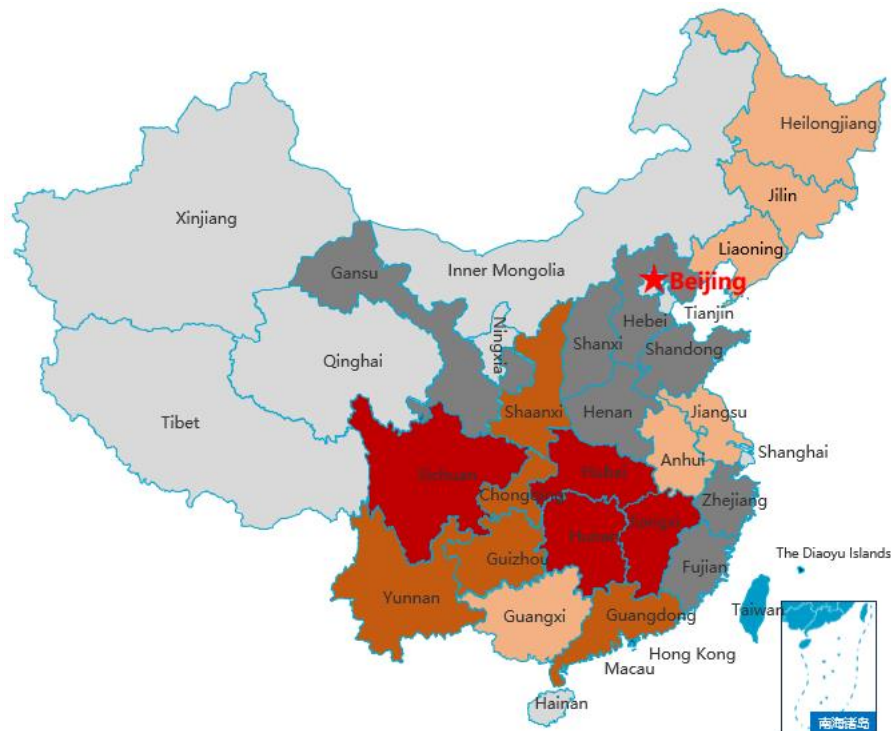 Heilongjiang
Jilin
Xinjiang
Liaoning
Gansu
Inner Mongolia
Beijing
Tianjin
Hebei
Ningxia
Shanxi
Shandong
Qinghai
Shaanxi
Henan
Jiangsu
Tibet
Anhui
Shanghai
Sichuan
Hubei
Chongqing
Zhejiang
Jiangxi
Hunan
Guizhou
The Diaoyu Islands
Fujian
Yunnan
Guangxi
Guangdong
Taiwan
Hong Kong
Macau
Hainan
南海诸岛